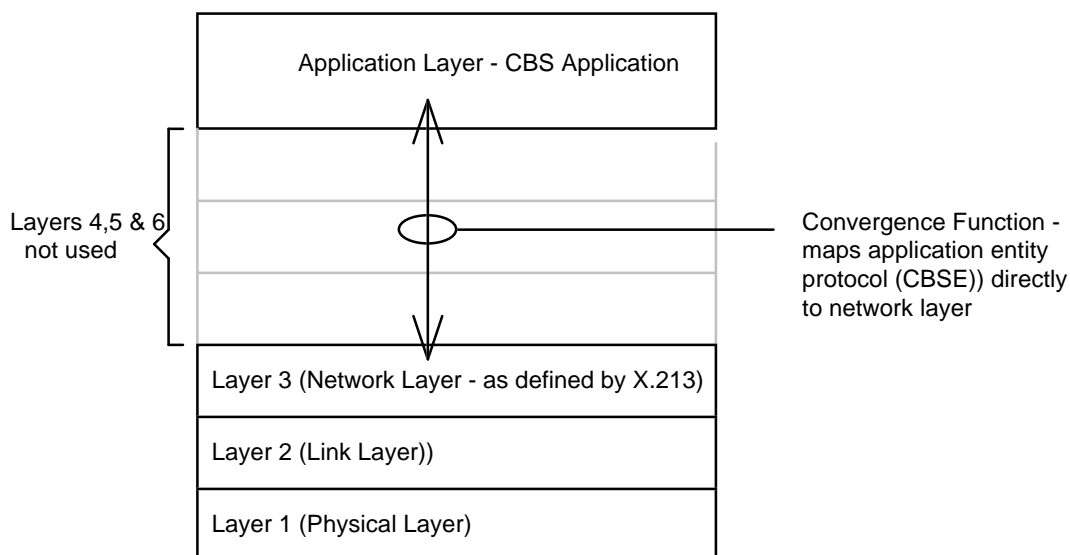 Application Layer - CBS Application
Layers 4,5 & 6
not used
Convergence Function -
maps application entity
protocol (CBSE)) directly
to network layer
Layer 3 (Network Layer - as defined by X.213)
Layer 2 (Link Layer))
Layer 1 (Physical Layer)